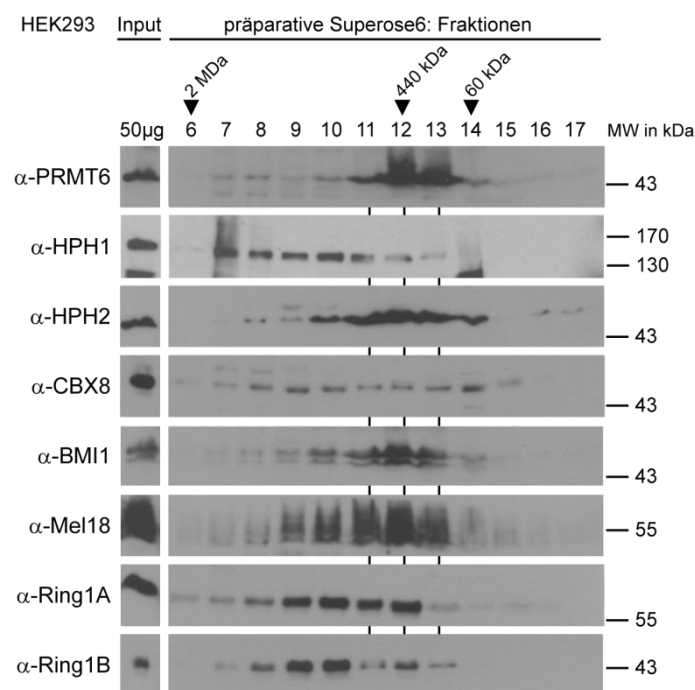 HEK293 Input präparative Superose6: Fraktionen
2 MDa 440 kDa 60 kDa
50µg 6 7 8 9 10 11 12 13 14 15 16 17 MW in kDa
α-PRMT6 43
α-HPH1 170
130
α-HPH2 43
α-CBX8 43
α-BMI1 43
α-Mel18 55
α-Ring1A 55
α-Ring1B 43